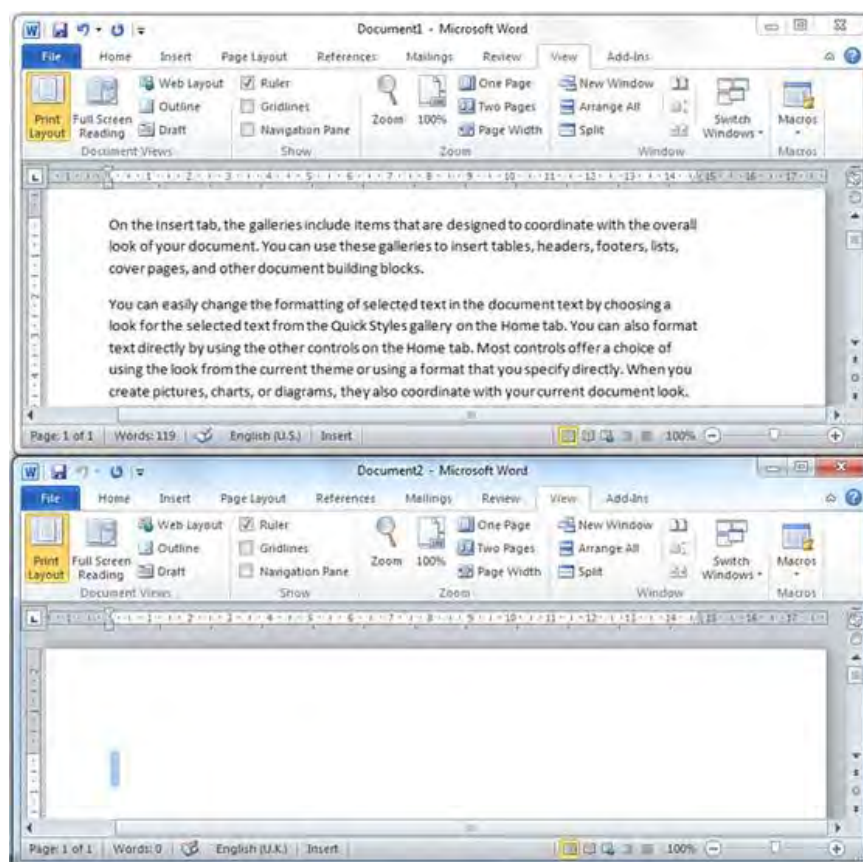 Document1 - Microsoft Word
File Home Insert Page Layout References Mailings Review View Add-Ins
Print Layout
Full Screen Reading
Web Layout
Outline
Draft
Document Views
Ruler
Gridlines
Navigation Pane
Show
Zoom
100%
One Page
Two Pages
Page Width
Zoom
New Window
Arrange All
Split
Switch Windows
Window
Macros
Macros
On the Insert tab, the galleries include items that are designed to coordinate with the overall
look of your document. You can use these galleries to insert tables, headers, footers, lists,
cover pages, and other document building blocks.
You can easily change the formatting of selected text in the document text by choosing a
look for the selected text from the Quick Styles gallery on the Home tab. You can also format
text directly by using the other controls on the Home tab. Most controls offer a choice of
using the look from the current theme or using a format that you specify directly. When you
create pictures, charts, or diagrams, they also coordinate with your current document look.
Page: 1 of 1 Words: 119 English (U.S.) Insert 100%
Document2 - Microsoft Word
File Home Insert Page Layout References Mailings Review View Add-Ins
Print Layout
Full Screen Reading
Web Layout
Outline
Draft
Document Views
Ruler
Gridlines
Navigation Pane
Show
Zoom
100%
One Page
Two Pages
Page Width
Zoom
New Window
Arrange All
Split
Switch Windows
Window
Macros
Macros
Page: 1 of 1 Words: 0 English (U.K.) Insert 100%